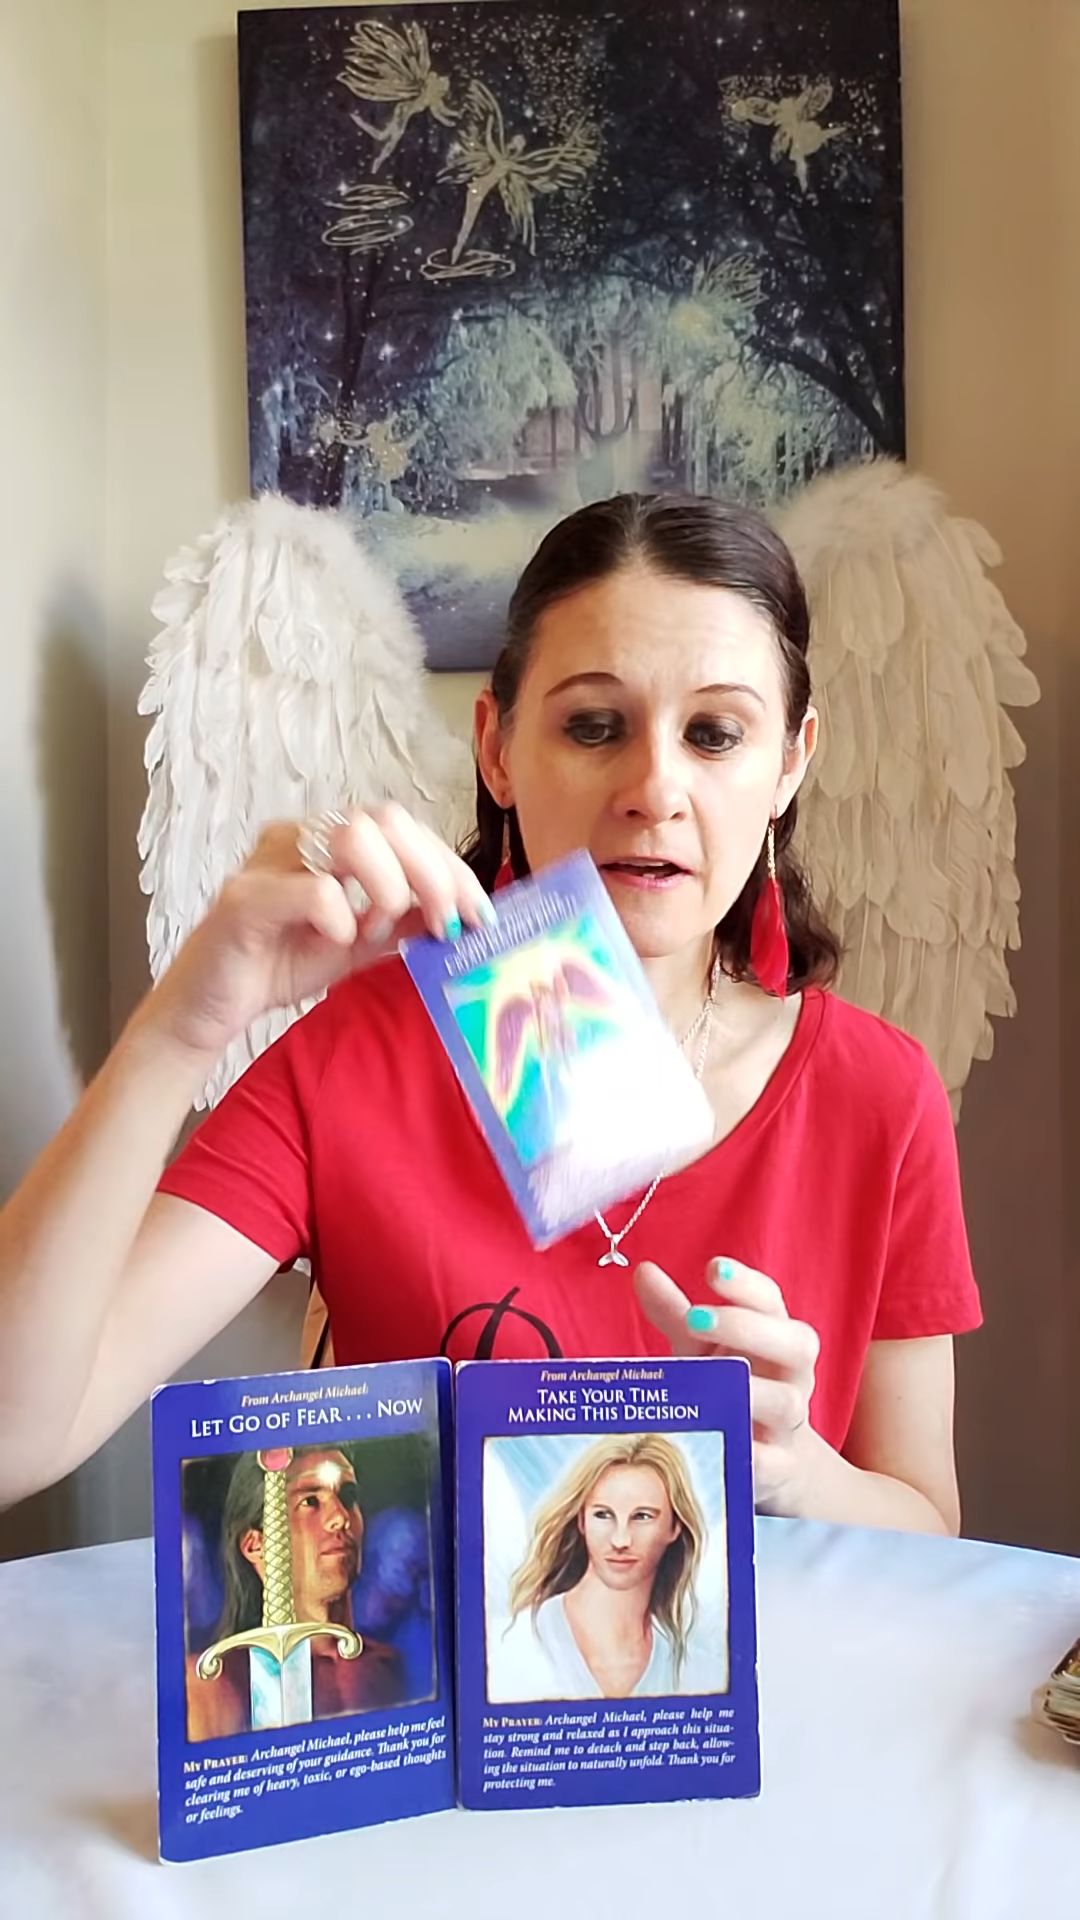 From Archangel Michael:
LET GO OF FEAR . . . NOW
MY PRAYER: Archangel Michael, please help me feel
safe and deserving of your guidance. Thank you for
clearing me of heavy, toxic, or ego-based thoughts
or feelings.
From Archangel Michael:
TAKE YOUR TIME
MAKING THIS DECISION
MY PRAYER: Archangel Michael, please help me
stay strong and relaxed as I approach this situa-
tion. Remind me to detach and step back, allow-
ing the situation to naturally unfold. Thank you for
protecting me.